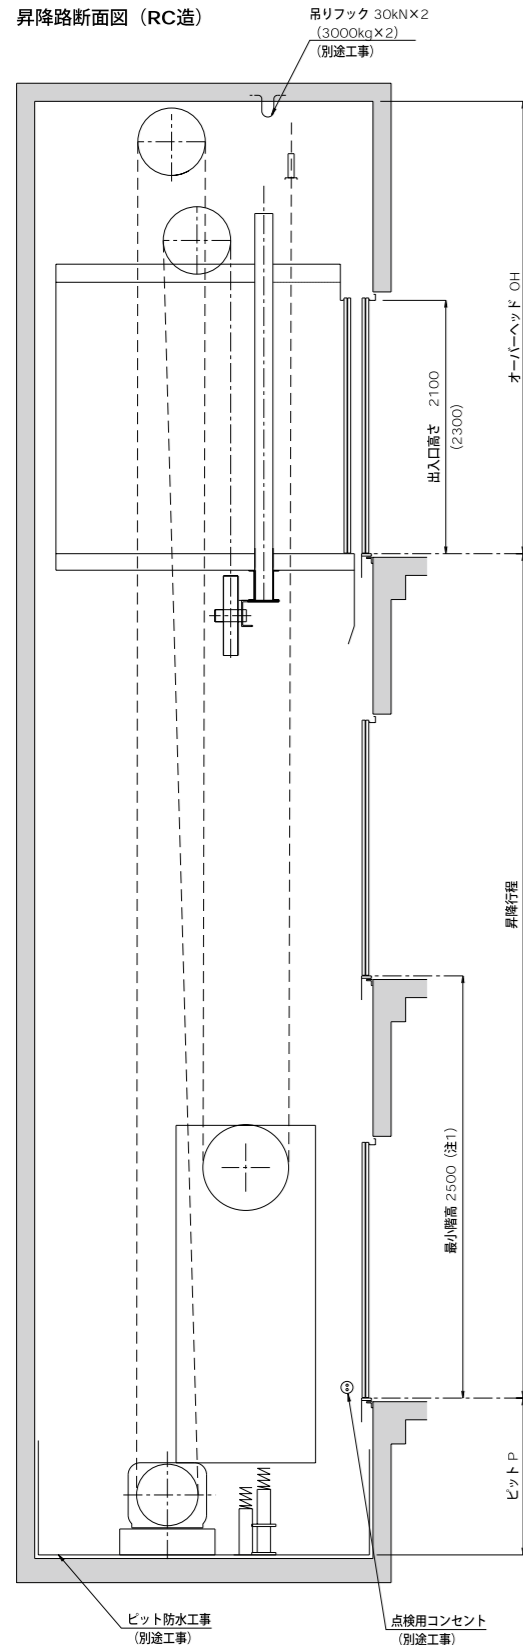 昇降路断面図（RC造）
吊りフック 30kN×2
（3000kg×2）
（別途工事）
オーバーヘッド OH
出入口高さ 2100
（2300）
昇降行程
最小階高 2500（注1）
ピット P
ピット防水工事
（別途工事）
点検用コンセント
（別途工事）